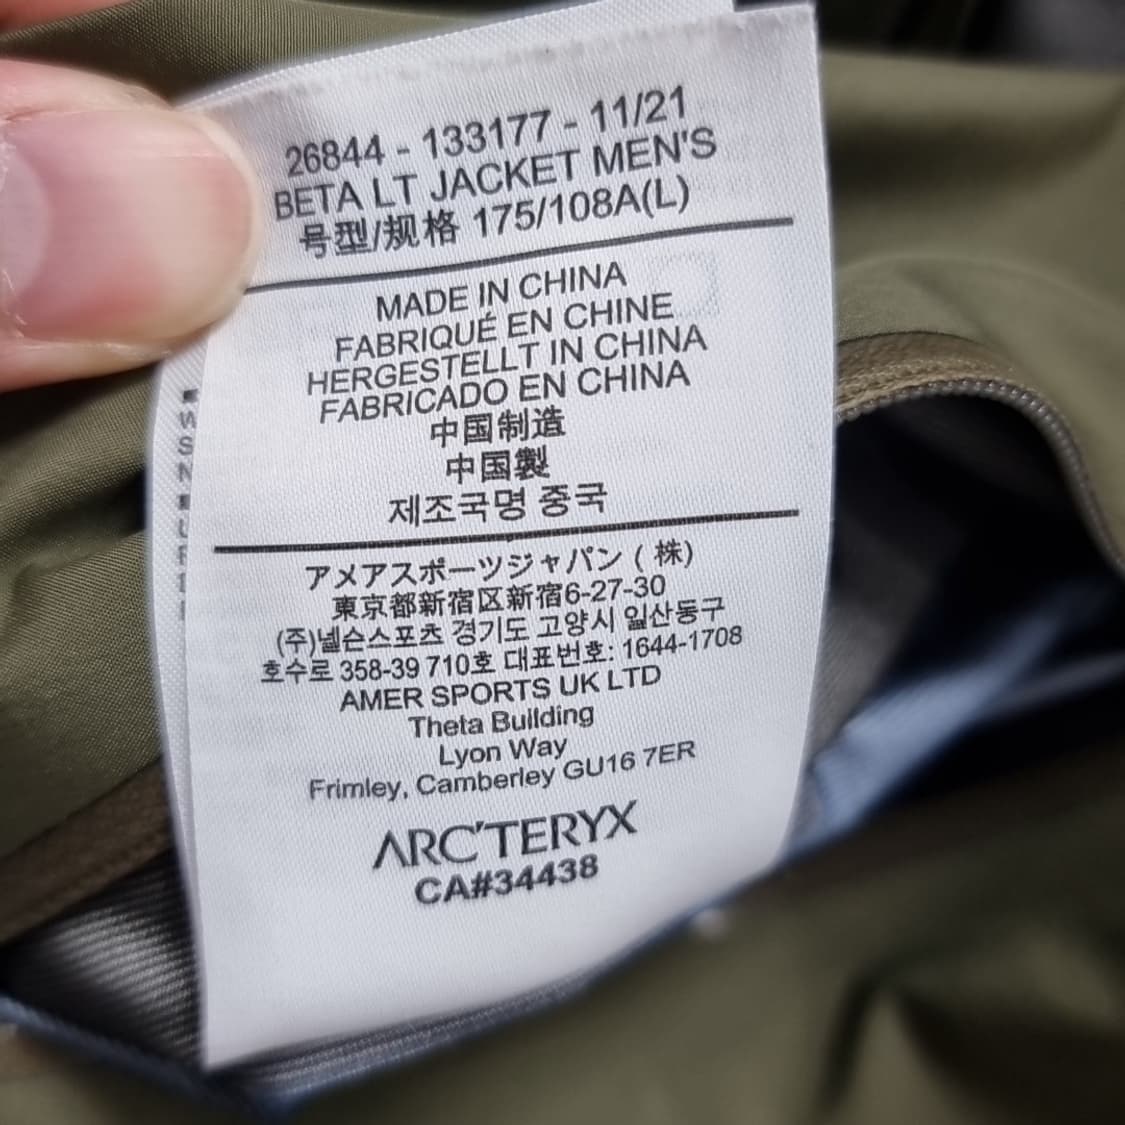 26844 - 133177 - 11/21
BETA LT JACKET MEN'S
号型/规格 175/108A(L)
MADE IN CHINA
FABRIQUÉ EN CHINE
HERGESTELLT IN CHINA
FABRICADO EN CHINA
中国制造
中国製
제조국명 중국
アメアスポーツジャパン ( 株)
東京都新宿区新宿6-27-30
(주)넬슨스포츠 경기도 고양시 일산동구
호수로 358-39 710호 대표번호: 1644-1708
AMER SPORTS UK LTD
Theta Building
Lyon Way
Frimley, Camberley GU16 7ER
ARC'TERYX
CA#34438